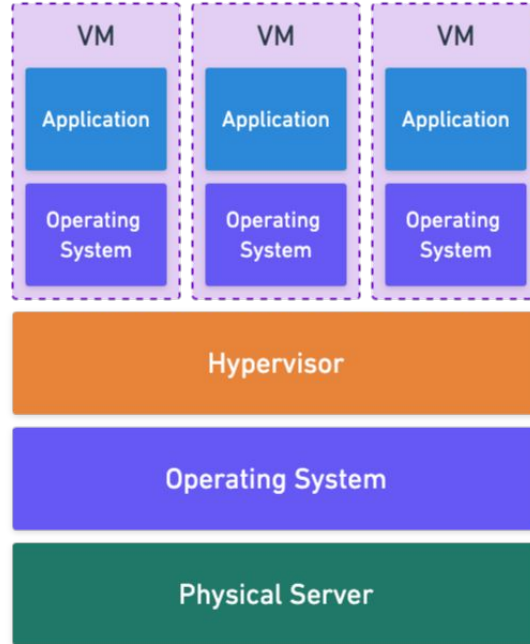 VM
VM
VM
Application
Application
Application
Operating
System
Operating
System
Operating
System
Hypervisor
Operating System
Physical Server